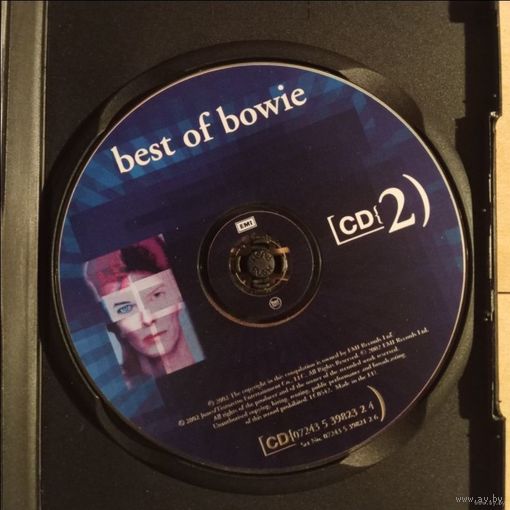 best of bowie
EMI
[CD{2)
℗ 2002 The copyright in this compilation is owned by EMI Records Ltd.
© 2002 Jones/Tintoretto Entertainment Co., LLC. All Rights Reserved. © 2002 EMI Records Ltd.
All rights of the producer and of the owner of the recorded work reserved.
Unauthorised copying, hiring, renting, public performance and broadcasting
of this record prohibited. LC0542. Made in the EU.
[CD{07243 5 39823 2 4)
Set No. 07243 5 39821 2 6
www.ay.by